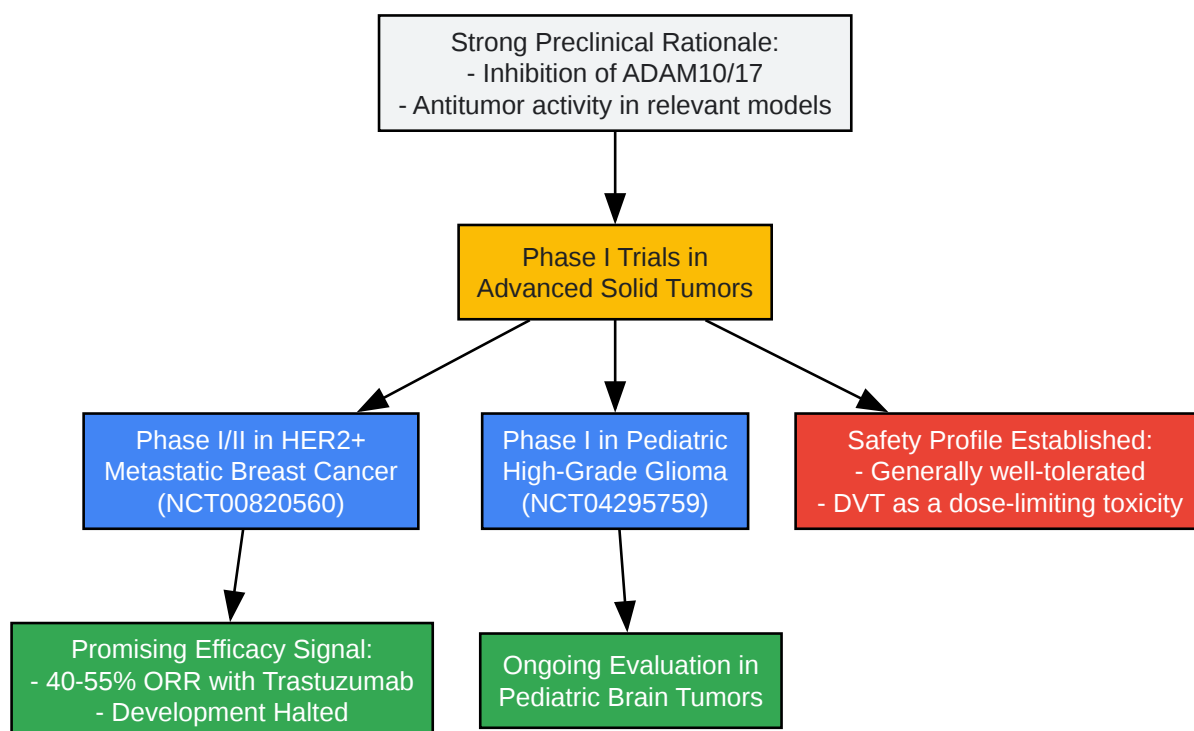 Strong Preclinical Rationale:
- Inhibition of ADAM10/17
- Antitumor activity in relevant models
Phase I Trials in
Advanced Solid Tumors
Phase I/II in HER2+
Metastatic Breast Cancer
(NCT00820560)
Phase I in Pediatric
High-Grade Glioma
(NCT04295759)
Safety Profile Established:
- Generally well-tolerated
- DVT as a dose-limiting toxicity
Promising Efficacy Signal:
- 40-55% ORR with Trastuzumab
- Development Halted
Ongoing Evaluation in
Pediatric Brain Tumors